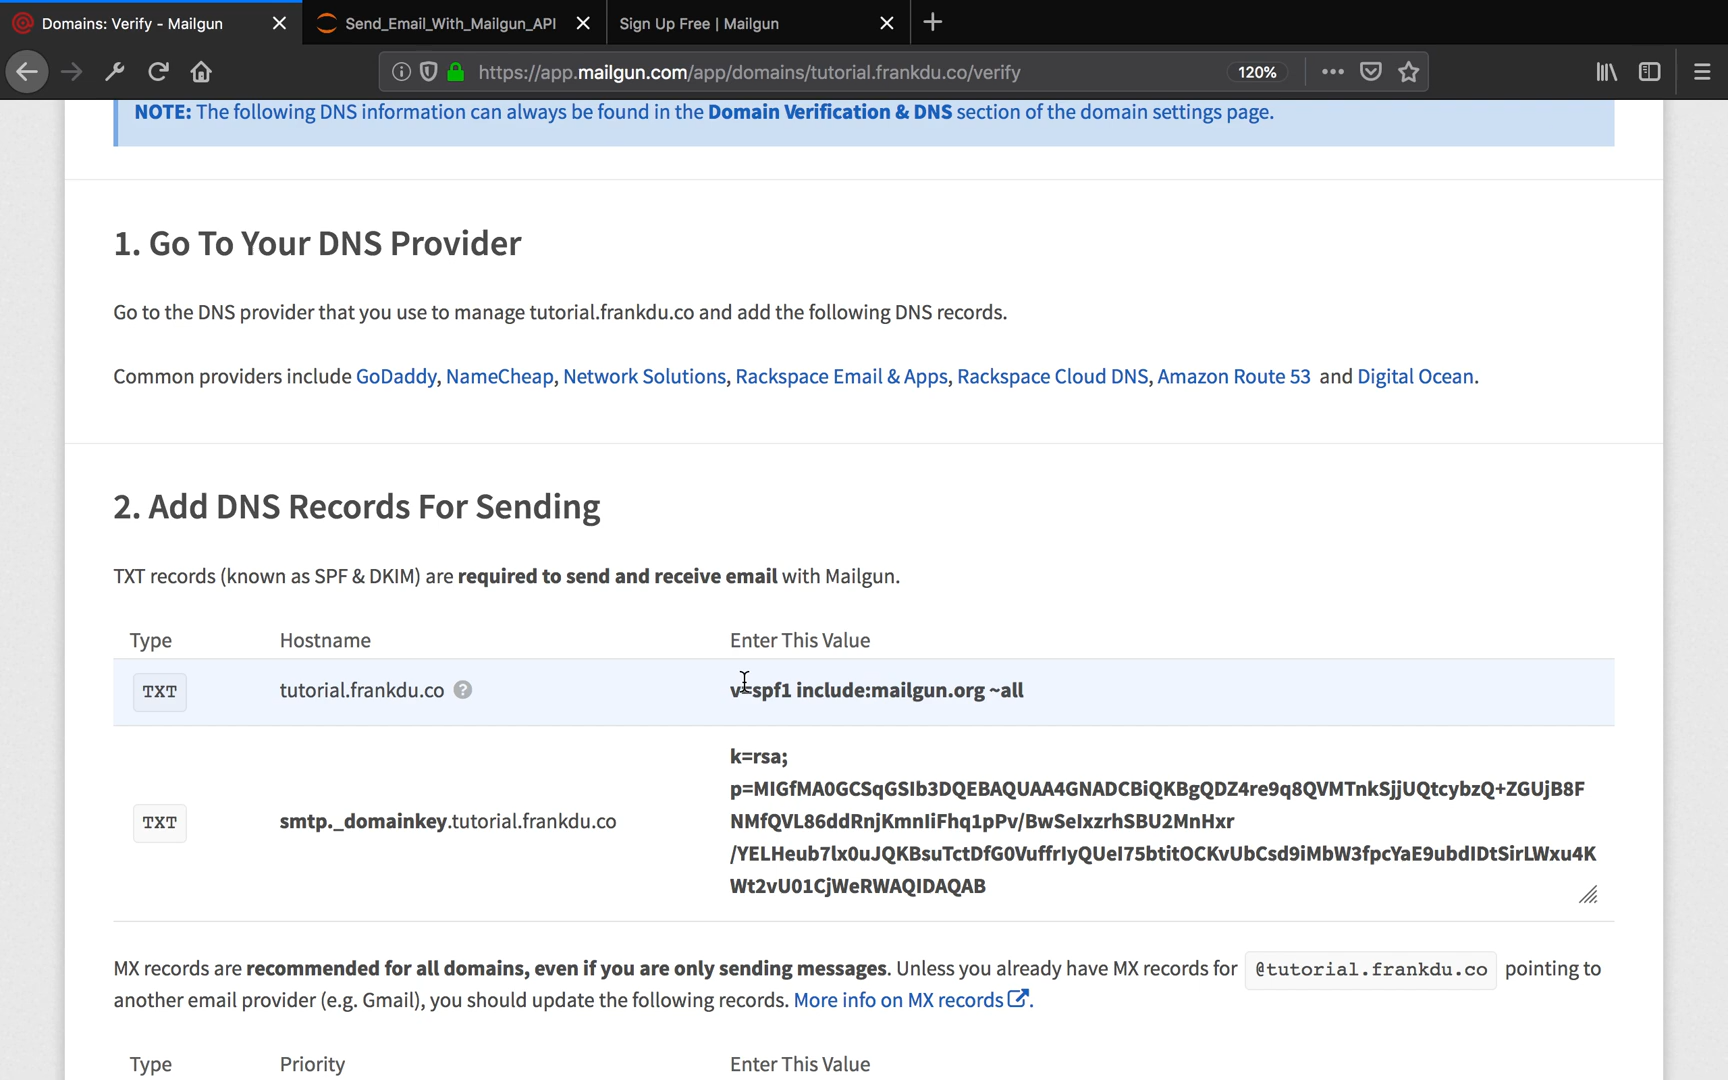 Domains: Verify - Mailgun
Send_Email_With_Mailgun_API
Sign Up Free | Mailgun
https://app.mailgun.com/app/domains/tutorial.frankdu.co/verify
120%
NOTE: The following DNS information can always be found in the Domain Verification & DNS section of the domain settings page.
1. Go To Your DNS Provider
Go to the DNS provider that you use to manage tutorial.frankdu.co and add the following DNS records.
Common providers include GoDaddy, NameCheap, Network Solutions, Rackspace Email & Apps, Rackspace Cloud DNS, Amazon Route 53 and Digital Ocean.
2. Add DNS Records For Sending
TXT records (known as SPF & DKIM) are required to send and receive email with Mailgun.
Type Hostname Enter This Value
TXT tutorial.frankdu.co ? v=spf1 include:mailgun.org ~all
k=rsa;
p=MIGfMA0GCSqGSIb3DQEBAQUAA4GNADCBiQKBgQDZ4re9q8QVMTnkSjjUQtcybzQ+ZGUjB8F
TXT smtp._domainkey.tutorial.frankdu.co NMfQVL86ddRnjKmnIiFhq1pPv/BwSeIxzrhSBU2MnHxr
/YELHeub7lx0uJQKBsuTctDfG0VuffrIyQUeI75btitOCKvUbCsd9iMbW3fpcYaE9ubdIDtSirLWxu4K
Wt2vU01CjWeRWAQIDAQAB
MX records are recommended for all domains, even if you are only sending messages. Unless you already have MX records for @tutorial.frankdu.co pointing to
another email provider (e.g. Gmail), you should update the following records. More info on MX records.
Type Priority Enter This Value